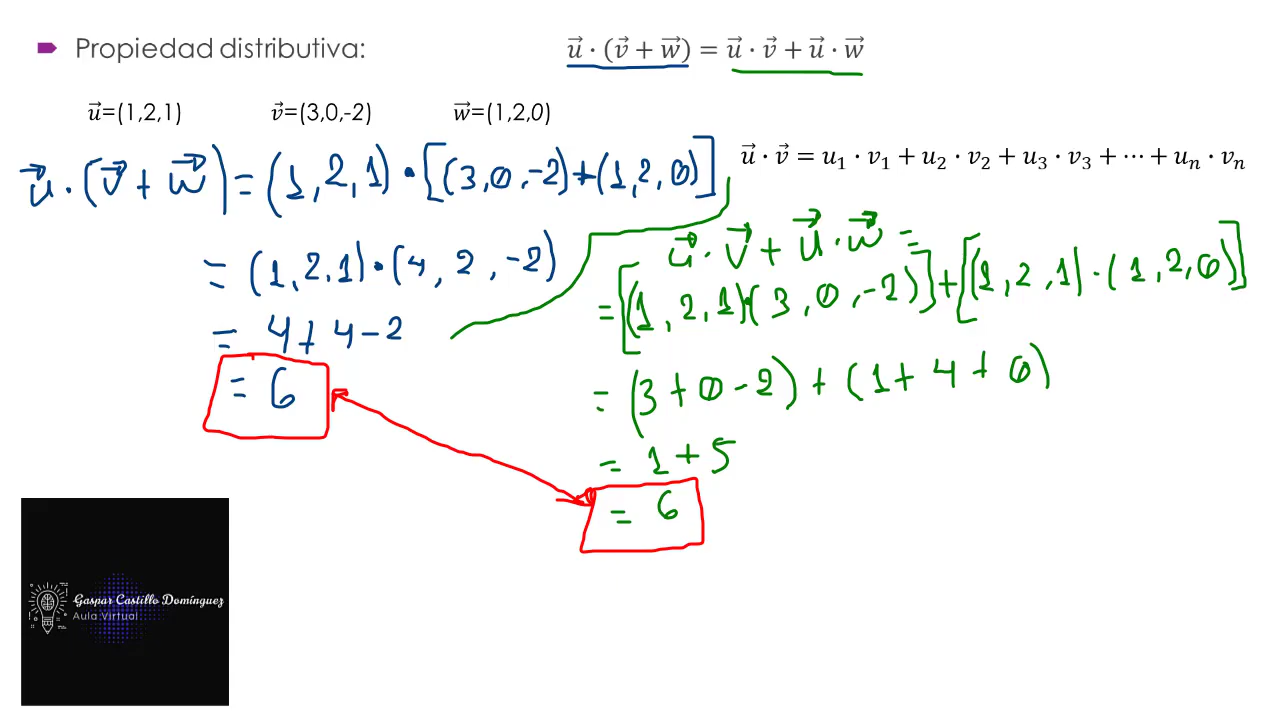 Propiedad distributiva: u⃗ · (v⃗ + w⃗) = u⃗ · v⃗ + u⃗ · w⃗
u⃗=(1,2,1) v⃗=(3,0,-2) w⃗=(1,2,0)
u⃗ · v⃗ = u₁ · v₁ + u₂ · v₂ + u₃ · v₃ + ⋯ + uₙ · vₙ
u⃗ · (v⃗ + w⃗) = (1,2,1) · [(3,0,-2)+(1,2,0)]
= (1,2,1) · (4,2,-2)
= 4+4-2
= 6
u⃗ · v⃗ + u⃗ · w⃗ =
= [(1,2,1)·(3,0,-2)] + [(1,2,1) · (1,2,0)]
= (3+0-2) + (1+4+0)
= 1+5
= 6
Gaspar Castillo Domínguez
Aula Virtual